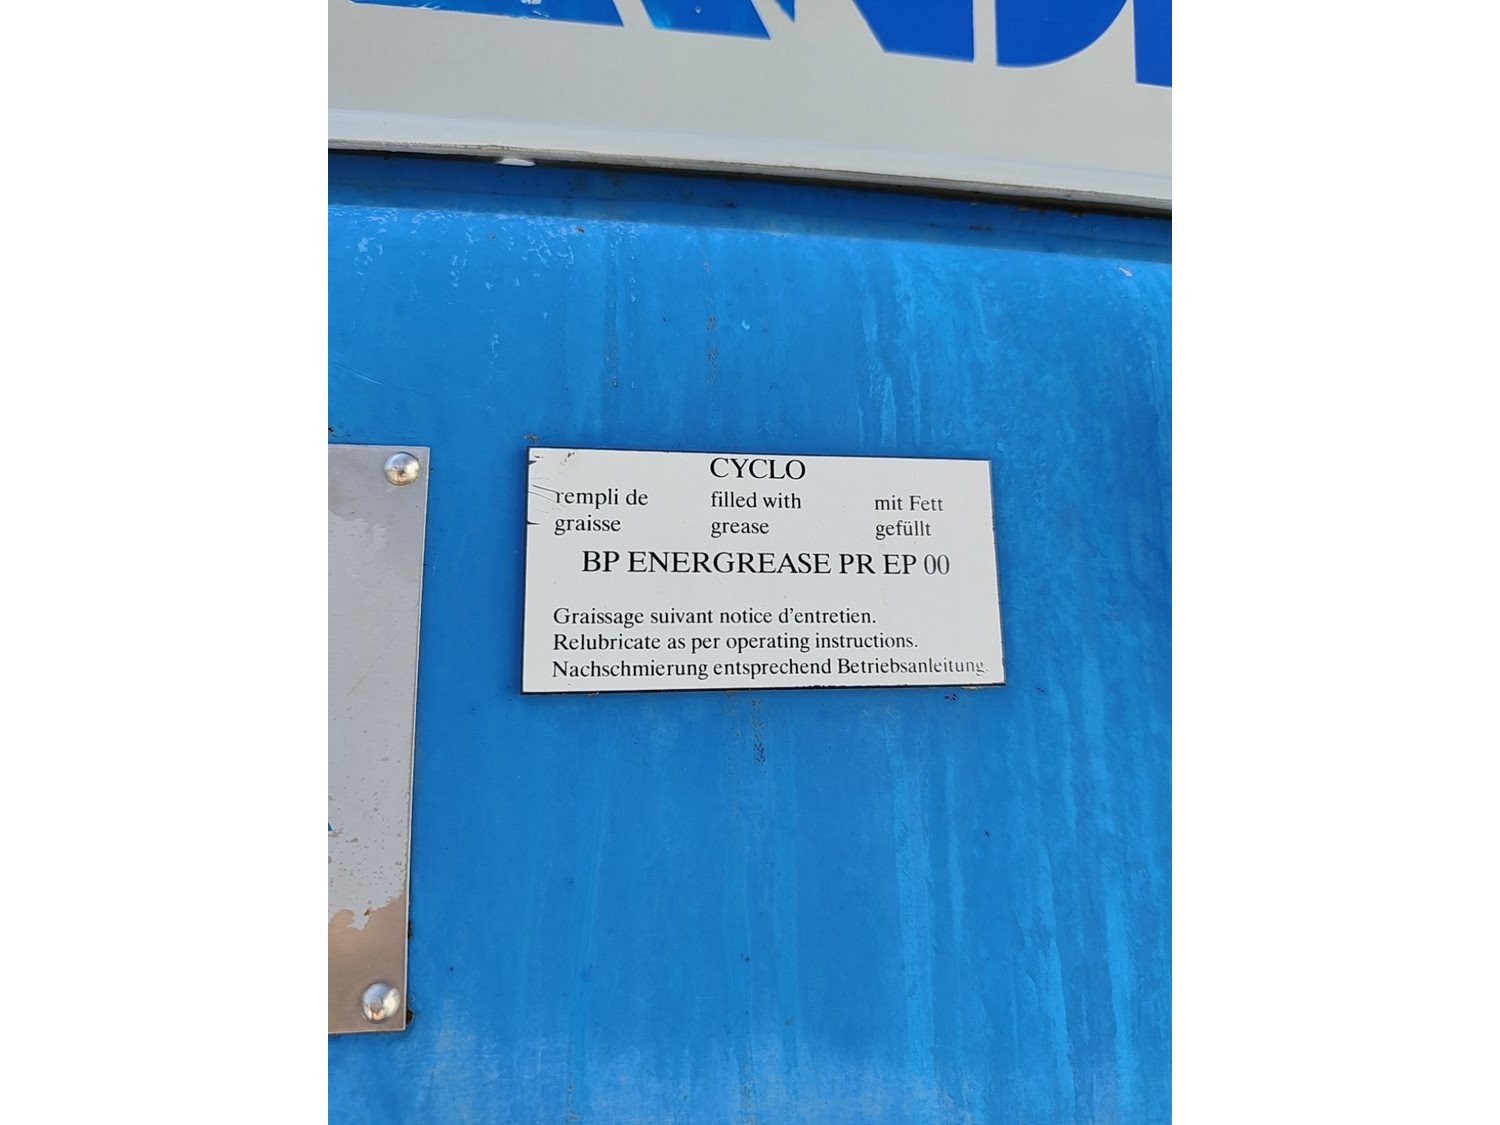 CYCLO
rempli de filled with mit Fett
graisse grease gefüllt
BP ENERGREASE PR EP 00
Graissage suivant notice d'entretien.
Relubricate as per operating instructions.
Nachschmierung entsprechend Betriebsanleitung.